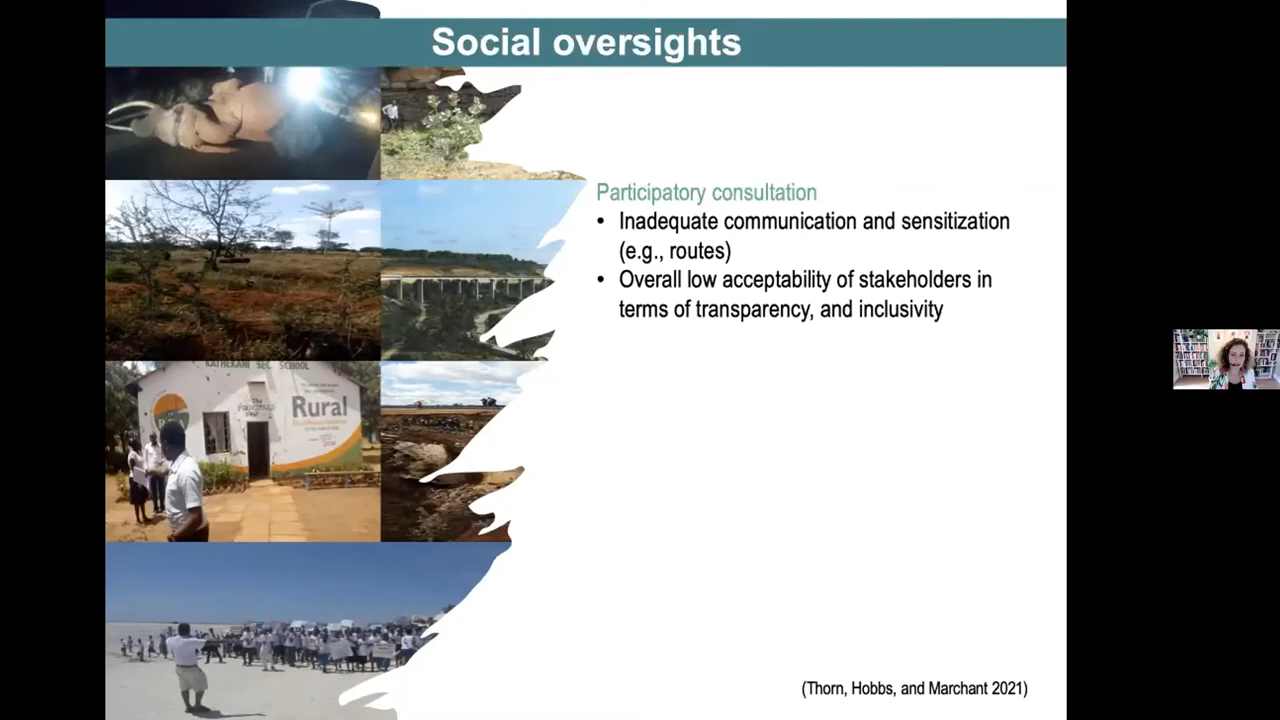 Social oversights
Participatory consultation
• Inadequate communication and sensitization
(e.g., routes)
• Overall low acceptability of stakeholders in
terms of transparency, and inclusivity
KATHEKANI SEC. SCHOOL
Rural
(Thorn, Hobbs, and Marchant 2021)